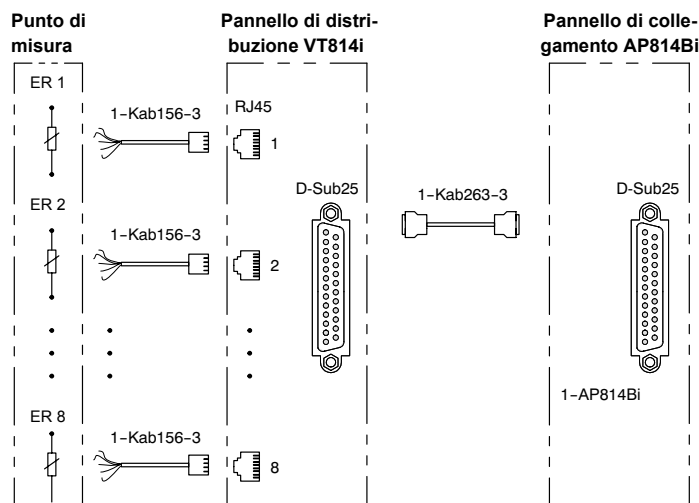 Punto di
misura
Pannello di distri-
buzione VT814i
Pannello di colle-
gamento AP814Bi
ER 1
1-Kab156-3
RJ45
1
D-Sub25
1-Kab263-3
D-Sub25
ER 2
1-Kab156-3
2
1-AP814Bi
ER 8
1-Kab156-3
8